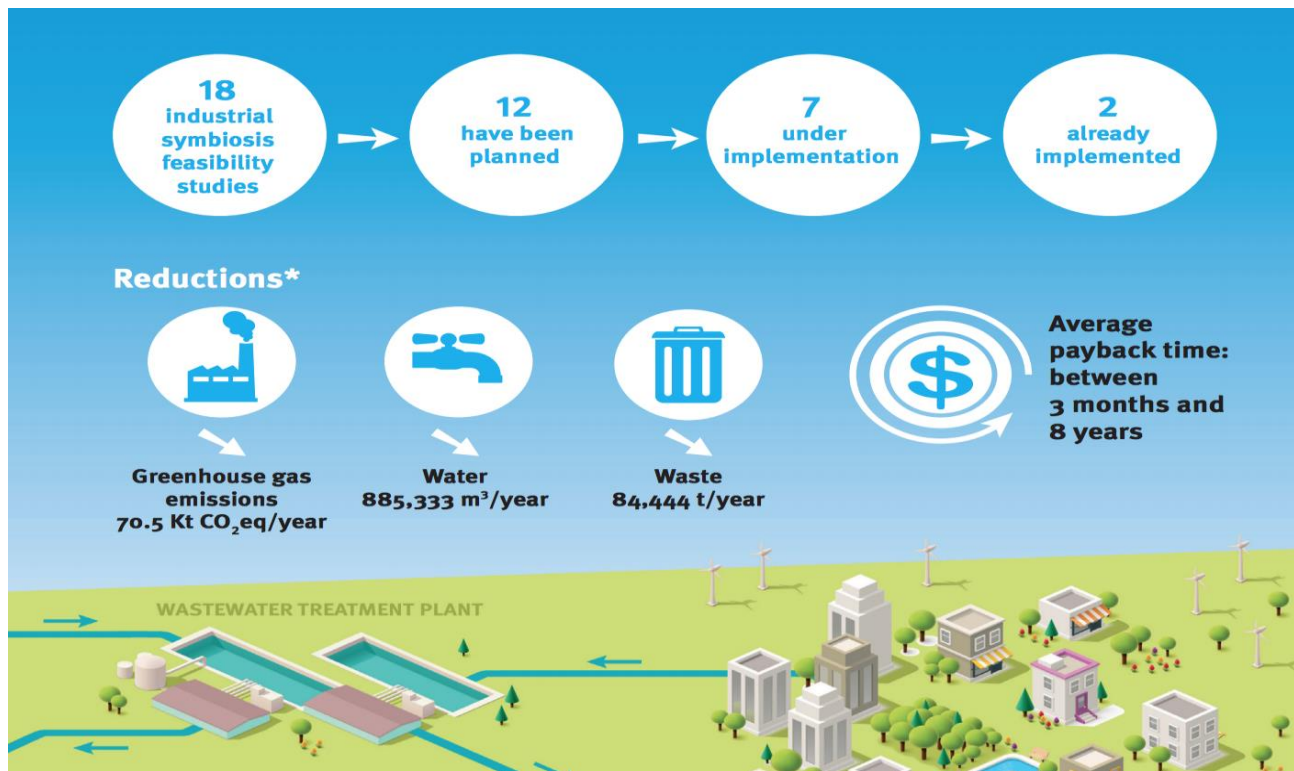 18
industrial
symbiosis
feasibility
studies
12
have been
planned
7
under
implementation
2
already
implemented
Reductions*
Greenhouse gas
emissions
70.5 Kt CO₂eq/year
Water
885,333 m³/year
Waste
84,444 t/year
$
Average
payback time:
between
3 months and
8 years
WASTEWATER TREATMENT PLANT